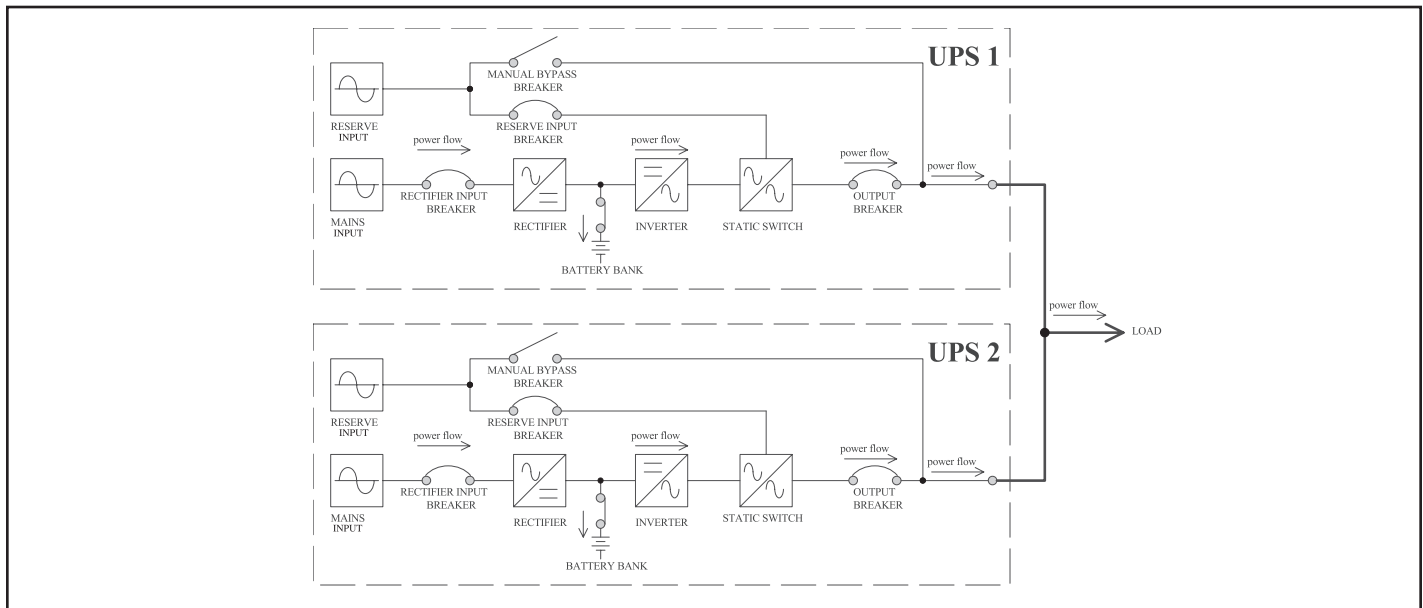 UPS 1
MANUAL BYPASS
BREAKER
RESERVE
INPUT
RESERVE INPUT
BREAKER
power flow
power flow
power flow
power flow
RECTIFIER INPUT
BREAKER
OUTPUT
BREAKER
MAINS
INPUT
RECTIFIER
INVERTER
STATIC SWITCH
BATTERY BANK
power flow
LOAD
UPS 2
MANUAL BYPASS
BREAKER
RESERVE
INPUT
RESERVE INPUT
BREAKER
power flow
power flow
power flow
power flow
RECTIFIER INPUT
BREAKER
OUTPUT
BREAKER
MAINS
INPUT
RECTIFIER
INVERTER
STATIC SWITCH
BATTERY BANK